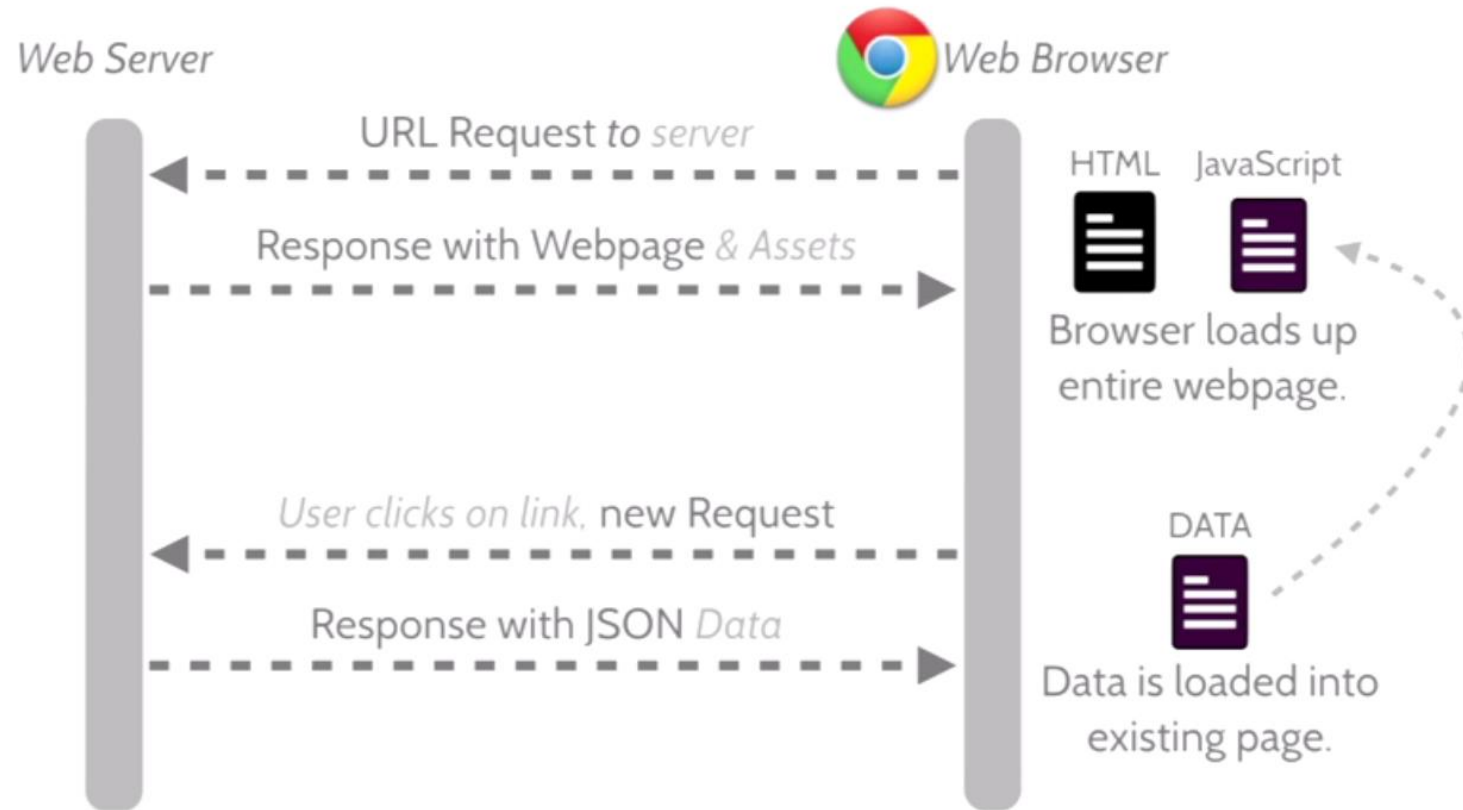 Web Server
Web Browser
URL Request to server
HTML JavaScript
Response with Webpage & Assets
Browser loads up
entire webpage.
User clicks on link, new Request
DATA
Response with JSON Data
Data is loaded into
existing page.